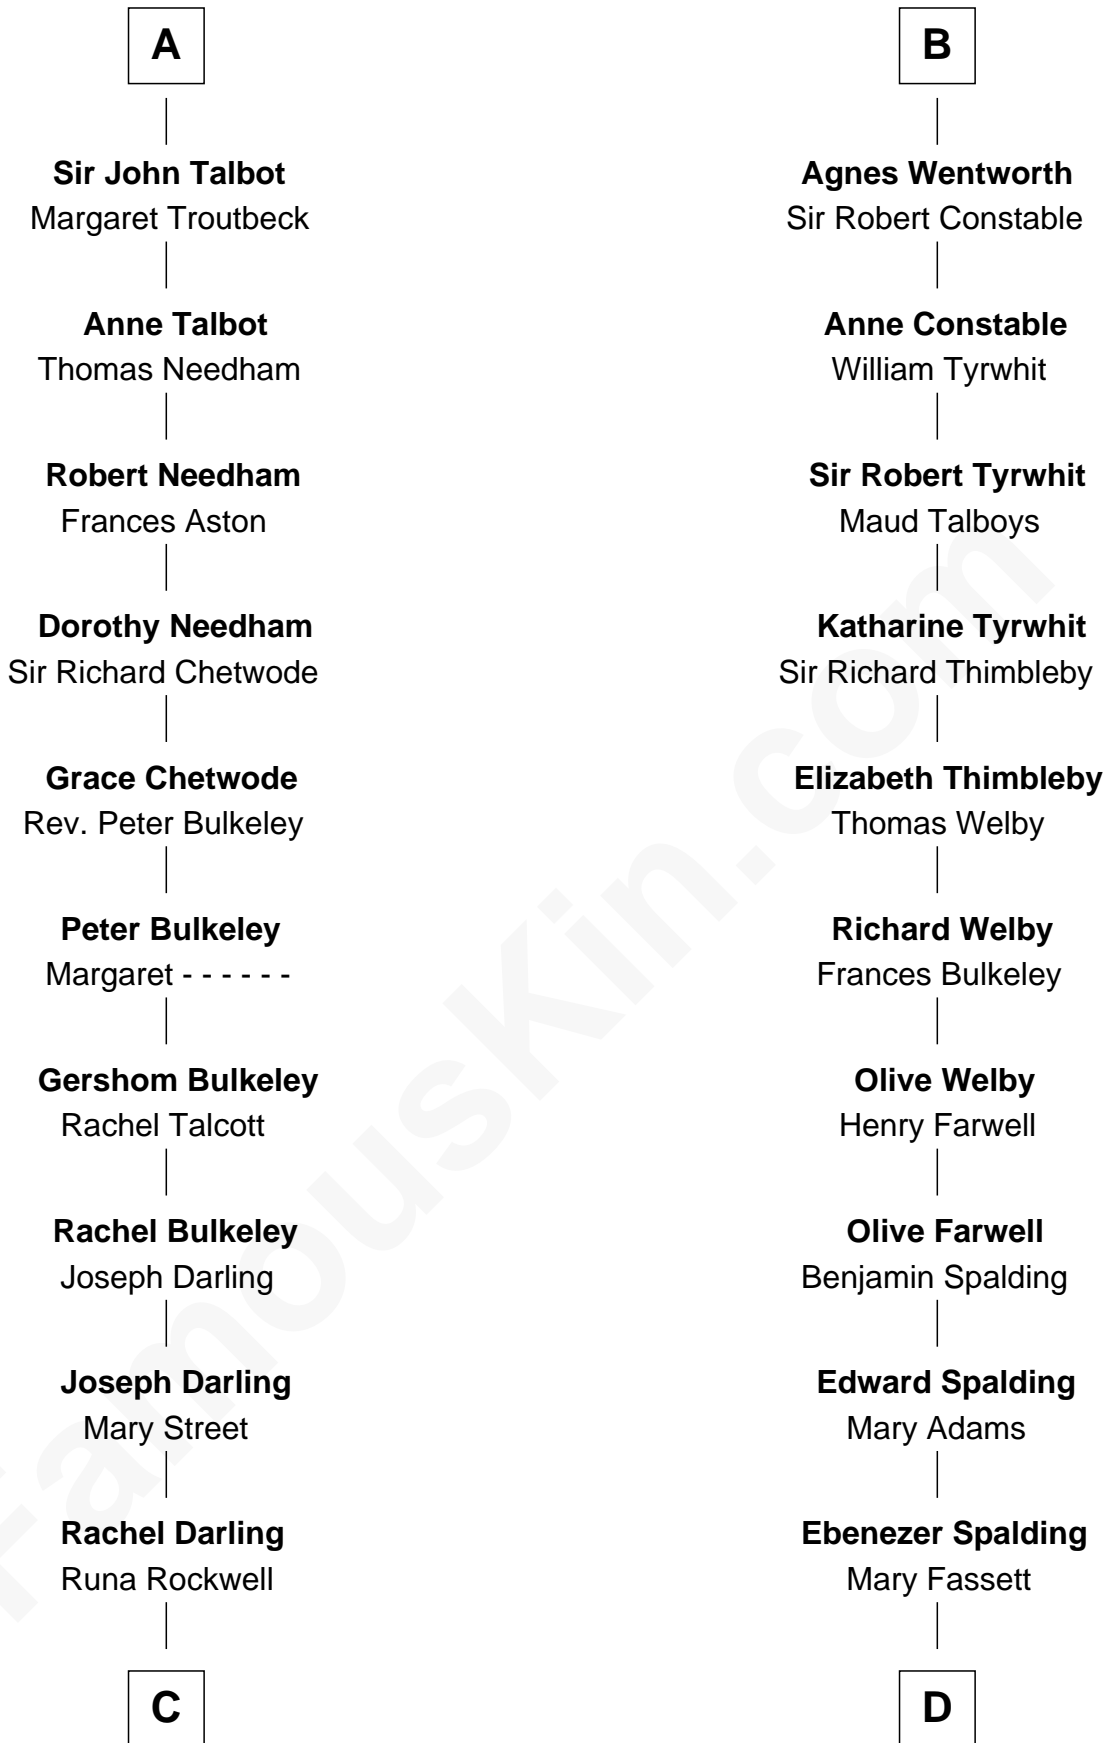 A
Sir John Talbot
Margaret Troutbeck
Anne Talbot
Thomas Needham
Robert Needham
Frances Aston
Dorothy Needham
Sir Richard Chetwode
Grace Chetwode
Rev. Peter Bulkeley
Peter Bulkeley
Margaret - - - - - -
Gershom Bulkeley
Rachel Talcott
Rachel Bulkeley
Joseph Darling
Joseph Darling
Mary Street
Rachel Darling
Runa Rockwell
C
B
Agnes Wentworth
Sir Robert Constable
Anne Constable
William Tyrwhit
Sir Robert Tyrwhit
Maud Talboys
Katharine Tyrwhit
Sir Richard Thimbleby
Elizabeth Thimbleby
Thomas Welby
Richard Welby
Frances Bulkeley
Olive Welby
Henry Farwell
Olive Farwell
Benjamin Spalding
Edward Spalding
Mary Adams
Ebenezer Spalding
Mary Fassett
D
FamousKin.com